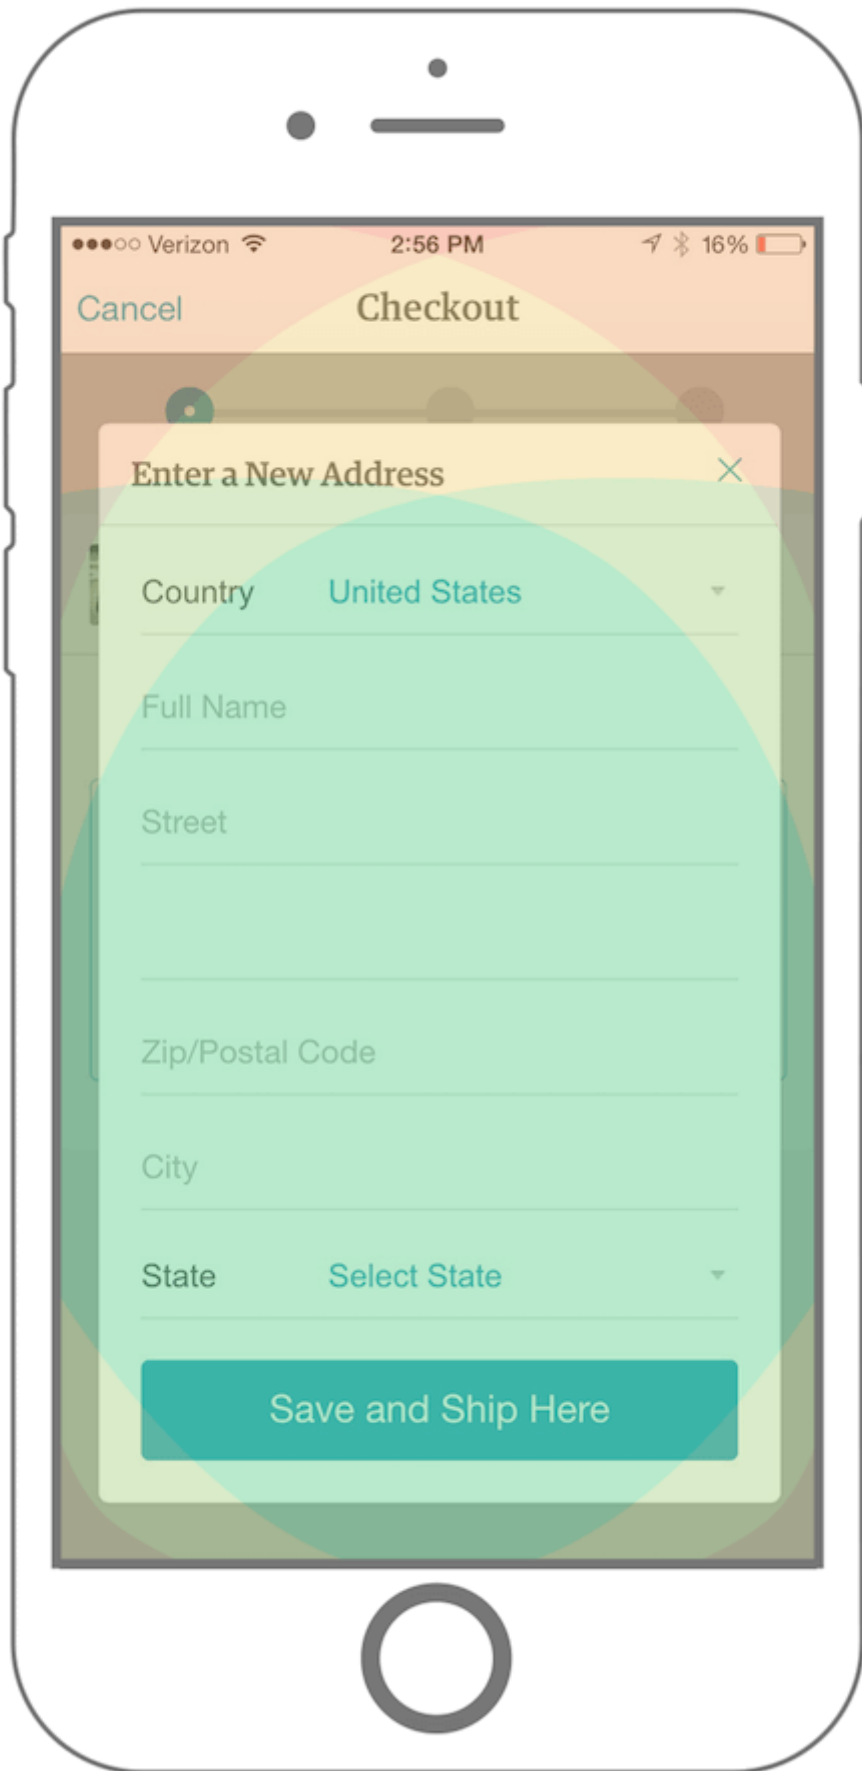 Verizon 2:56 PM 16%
Cancel Checkout
Enter a New Address
Country United States
Full Name
Street
Zip/Postal Code
City
State Select State
Save and Ship Here